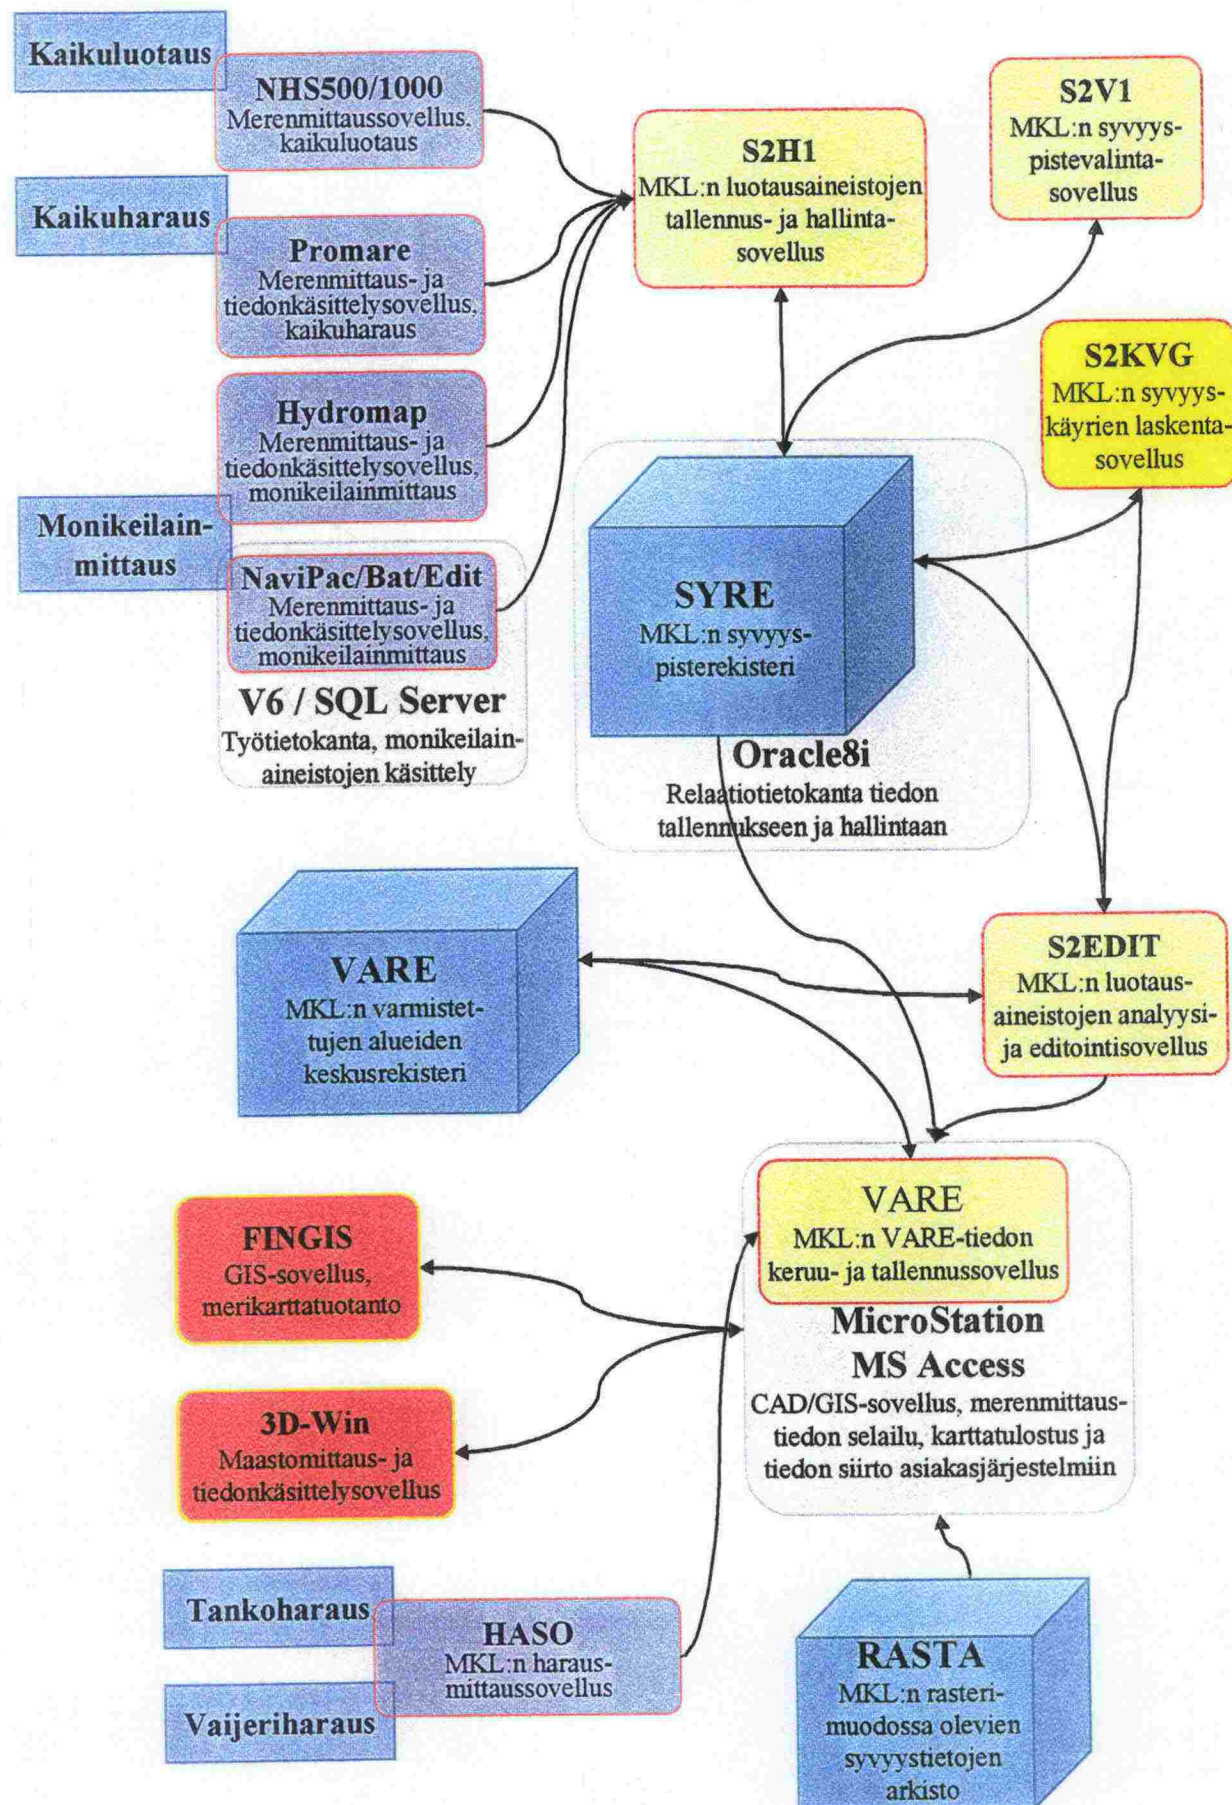 Kaikuluotaus
NHS500/1000
Merenmittaussovellus,
kaikuluotaus
S2H1
MKL:n luotausaineistojen
tallennus- ja hallinta-
sovellus
S2V1
MKL:n syvyys-
pistevalinta-
sovellus
Kaikuharaus
Promare
Merenmittaus- ja
tiedonkäsittelysovellus,
kaikuharaus
S2KVG
MKL:n syvyys-
käyrien laskenta-
sovellus
Hydromap
Merenmittaus- ja
tiedonkäsittelysovellus,
monikeilainmittaus
Monikeilain-
mittaus
NaviPac/Bat/Edit
Merenmittaus- ja
tiedonkäsittelysovellus,
monikeilainmittaus
V6 / SQL Server
Työtietokanta, monikeilain-
aineistojen käsittely
SYRE
MKL:n syvyys-
pisterekisteri
Oracle8i
Relaatiotietokanta tiedon
tallennukseen ja hallintaan
VARE
MKL:n varmistet-
tujen alueiden
keskusrekisteri
S2EDIT
MKL:n luotaus-
aineistojen analyysi-
ja editointisovellus
VARE
MKL:n VARE-tiedon
keruu- ja tallennussovellus
MicroStation
MS Access
CAD/GIS-sovellus, merenmittaus-
tiedon selailu, karttatulostus ja
tiedon siirto asiakasjärjestelmiin
FINGIS
GIS-sovellus,
merikarttatuotanto
3D-Win
Maastomittaus- ja
tiedonkäsittelysovellus
Tankoharaus
HASO
MKL:n haraus-
mittaussovellus
Vaijeriharaus
RASTA
MKL:n rasteri-
muodossa olevien
syvyystietojen
arkisto